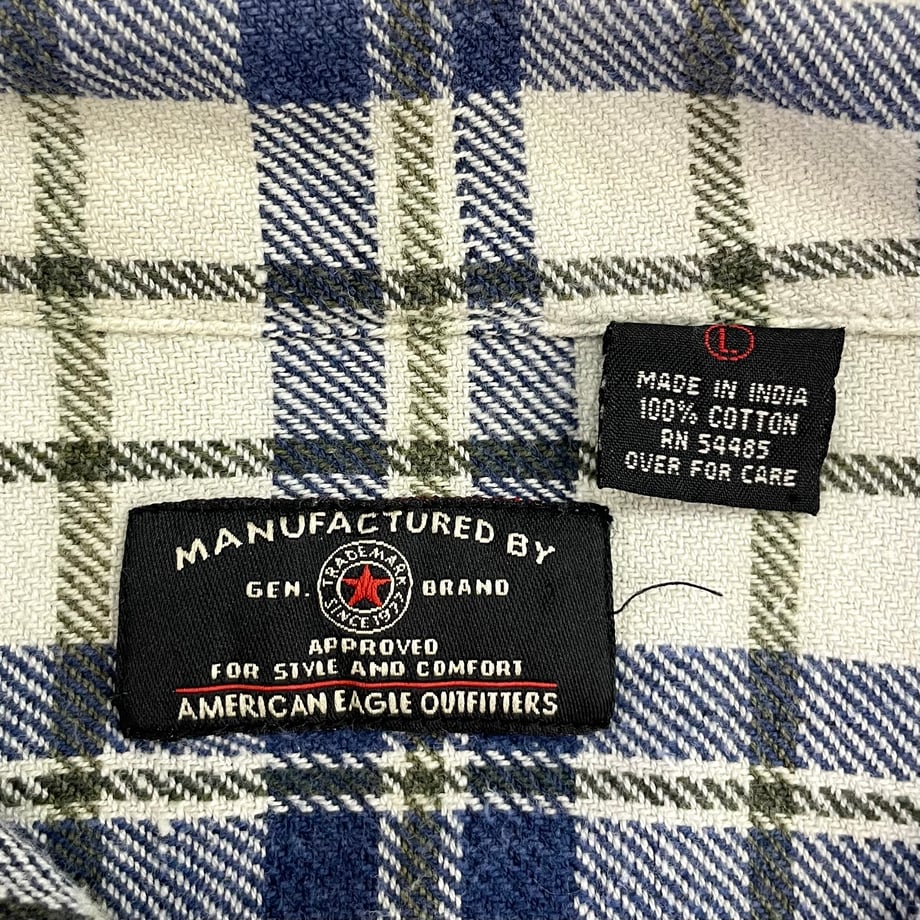 L
MADE IN INDIA
100% COTTON
RN 54485
OVER FOR CARE
MANUFACTURED BY
GEN. BRAND
TRADEMARK
SINCE 1977
APPROVED
FOR STYLE AND COMFORT
AMERICAN EAGLE OUTFITTERS